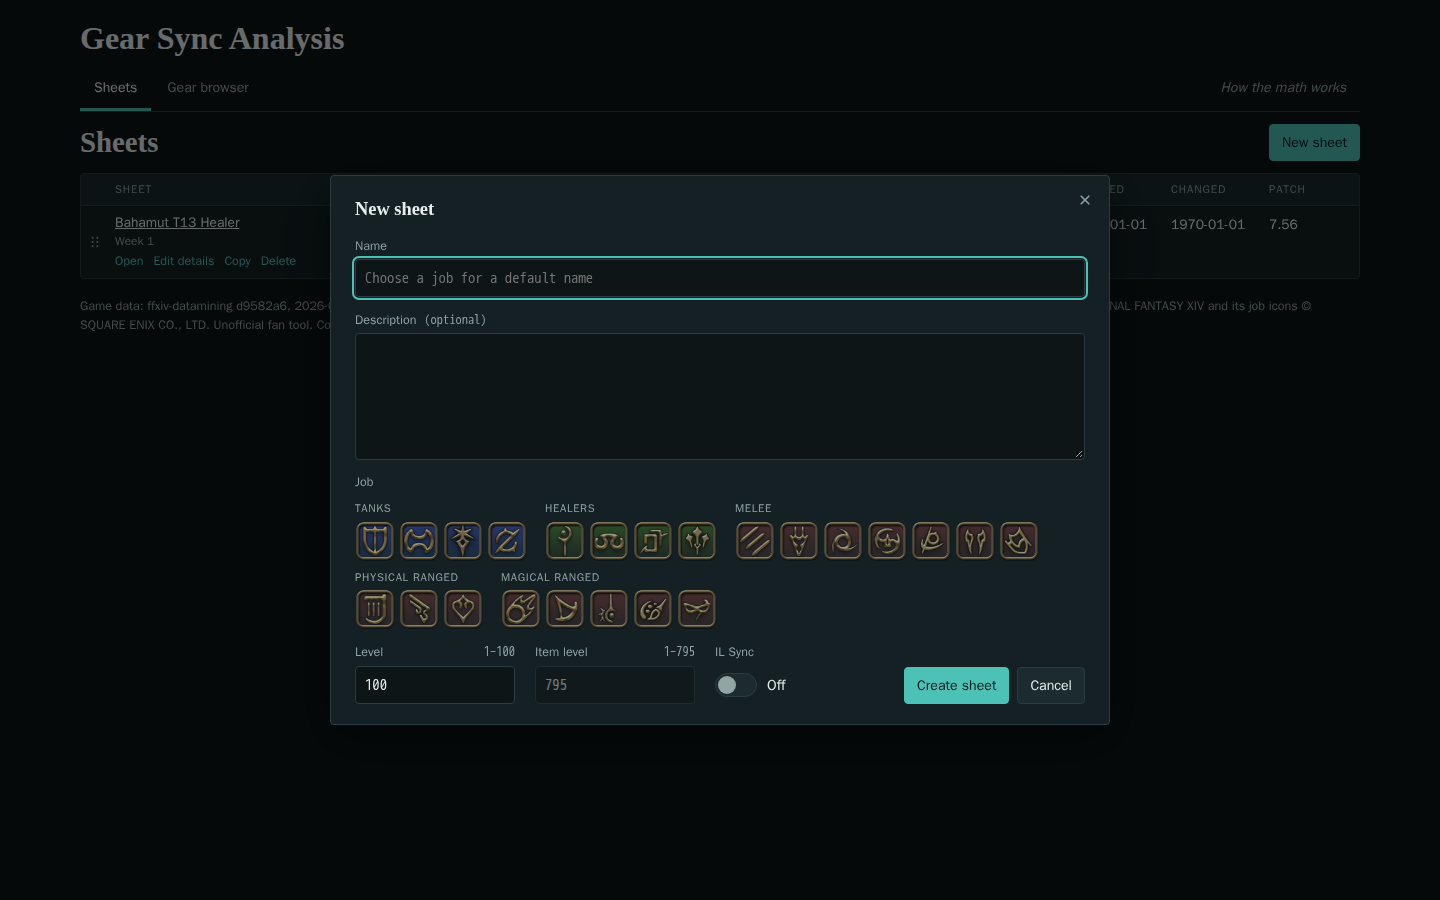 Gear Sync Analysis
Sheets
Gear browser
How the math works
Sheets
New sheet
SHEET
CHANGED
PATCH
Bahamut T13 Healer
01-01
1970-01-01
7.56
Week 1
Open
Edit details
Copy
Delete
Game data: ffxiv-datamining d9582a6, 2026-
SQUARE ENIX CO., LTD. Unofficial fan tool.
FANTASY XIV and its job icons ©
New sheet
×
Name
Choose a job for a default name
Description (optional)
Job
TANKS
HEALERS
MELEE
PHYSICAL RANGED
MAGICAL RANGED
Level
1–100
Item level
1–795
IL Sync
100
795
Off
Create sheet
Cancel